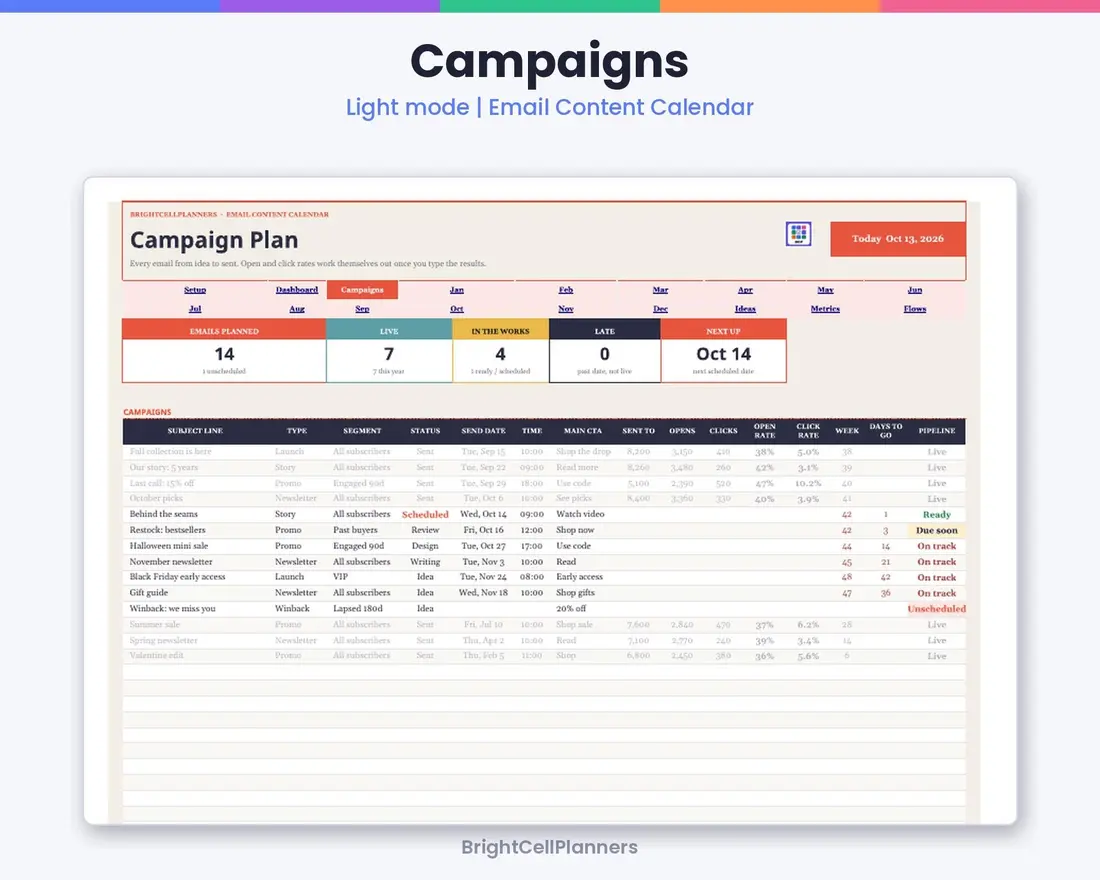 Campaigns
Light mode | Email Content Calendar
BRIGHTCELLPLANNERS - EMAIL CONTENT CALENDAR
Campaign Plan
Every email from idea to sent. Open and click rates work themselves out once you type the results.
Today Oct 13, 2026
Setup Dashboard Campaigns Jan Feb Mar Apr May Jun
Jul Aug Sep Oct Nov Dec Ideas Metrics Flows
EMAILS PLANNED LIVE IN THE WORKS LATE NEXT UP
14 7 4 0 Oct 14
1 unscheduled 7 this year 1 ready / scheduled past date, not live next scheduled date
CAMPAIGNS
SUBJECT LINE TYPE SEGMENT STATUS SEND DATE TIME MAIN CTA SENT TO OPENS CLICKS OPEN RATE CLICK RATE WEEK DAYS TO GO PIPELINE
Fall collection is here Launch All subscribers Sent Tue, Sep 15 10:00 Shop the drop 8,200 3,150 410 38% 5.0% 38 Live
Our story: 5 years Story All subscribers Sent Tue, Sep 22 09:00 Read more 8,260 3,480 260 42% 3.1% 39 Live
Last call: 15% off Promo Engaged 90d Sent Tue, Sep 29 18:00 Use code 5,100 2,390 520 47% 10.2% 40 Live
October picks Newsletter All subscribers Sent Tue, Oct 6 10:00 See picks 8,400 3,360 330 40% 3.9% 41 Live
Behind the seams Story All subscribers Scheduled Wed, Oct 14 09:00 Watch video 42 1 Ready
Restock: bestsellers Promo Past buyers Review Fri, Oct 16 12:00 Shop now 42 3 Due soon
Halloween mini sale Promo Engaged 90d Design Tue, Oct 27 17:00 Use code 44 14 On track
November newsletter Newsletter All subscribers Writing Tue, Nov 3 10:00 Read 45 21 On track
Black Friday early access Launch VIP Idea Tue, Nov 24 08:00 Early access 48 42 On track
Gift guide Newsletter All subscribers Idea Wed, Nov 18 10:00 Shop gifts 47 36 On track
Winback: we miss you Winback Lapsed 180d Idea 20% off Unscheduled
Summer sale Promo All subscribers Sent Fri, Jul 10 10:00 Shop sale 7,600 2,840 470 37% 6.2% 28 Live
Spring newsletter Newsletter All subscribers Sent Thu, Apr 2 10:00 Read 7,100 2,770 240 39% 3.4% 14 Live
Valentine edit Promo All subscribers Sent Thu, Feb 5 11:00 Shop 6,800 2,450 380 36% 5.6% 6 Live
BrightCellPlanners